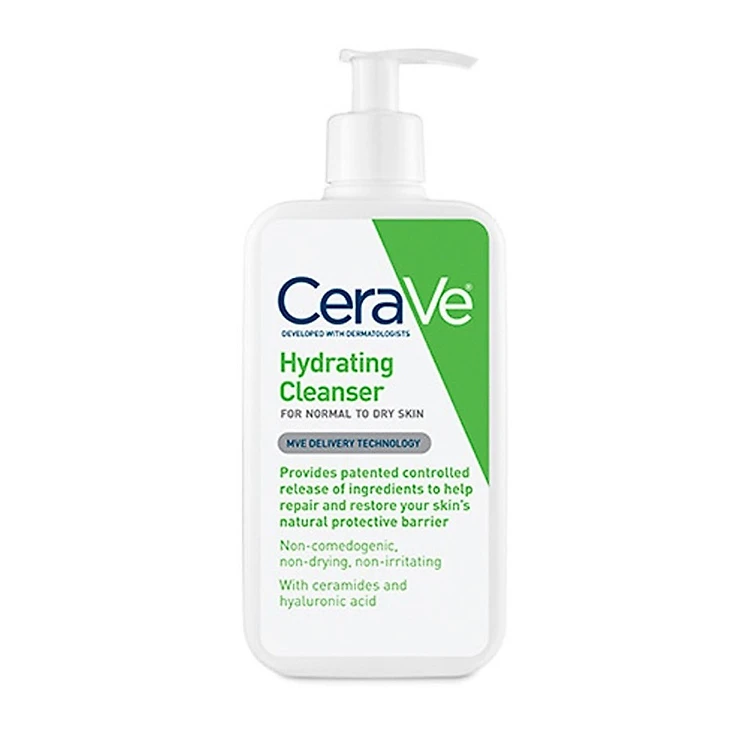 CeraVe®
DEVELOPED WITH DERMATOLOGISTS
Hydrating
Cleanser
FOR NORMAL TO DRY SKIN
MVE DELIVERY TECHNOLOGY
Provides patented controlled
release of ingredients to help
repair and restore your skin's
natural protective barrier
Non-comedogenic,
non-drying, non-irritating
With ceramides and
hyaluronic acid